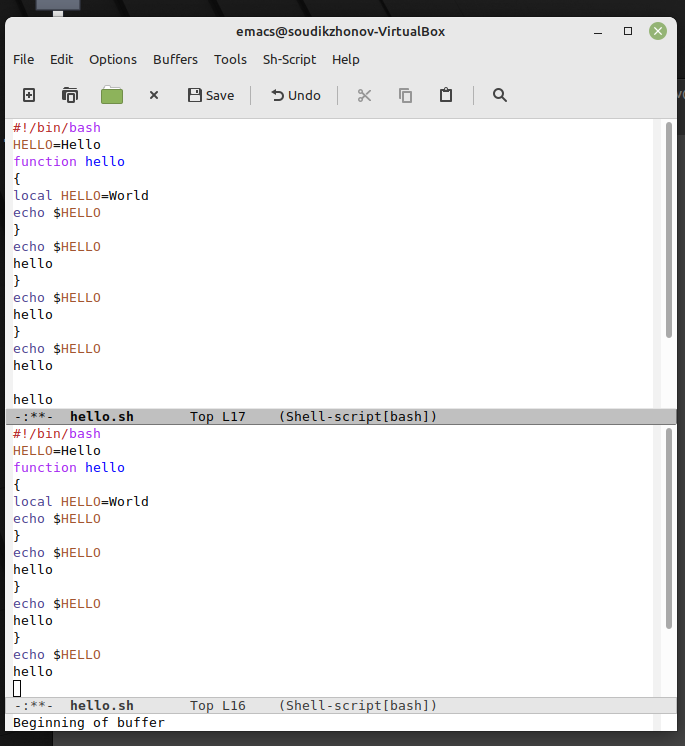 emacs@soudikzhonov-VirtualBox
File Edit Options Buffers Tools Sh-Script Help
Save Undo
#!/bin/bash
HELLO=Hello
function hello
{
local HELLO=World
echo $HELLO
}
echo $HELLO
hello
}
echo $HELLO
hello
}
echo $HELLO
hello

hello
-:**-  hello.sh       Top L17    (Shell-script[bash])
#!/bin/bash
HELLO=Hello
function hello
{
local HELLO=World
echo $HELLO
}
echo $HELLO
hello
}
echo $HELLO
hello
}
echo $HELLO
hello
-:**-  hello.sh       Top L16    (Shell-script[bash])
Beginning of buffer